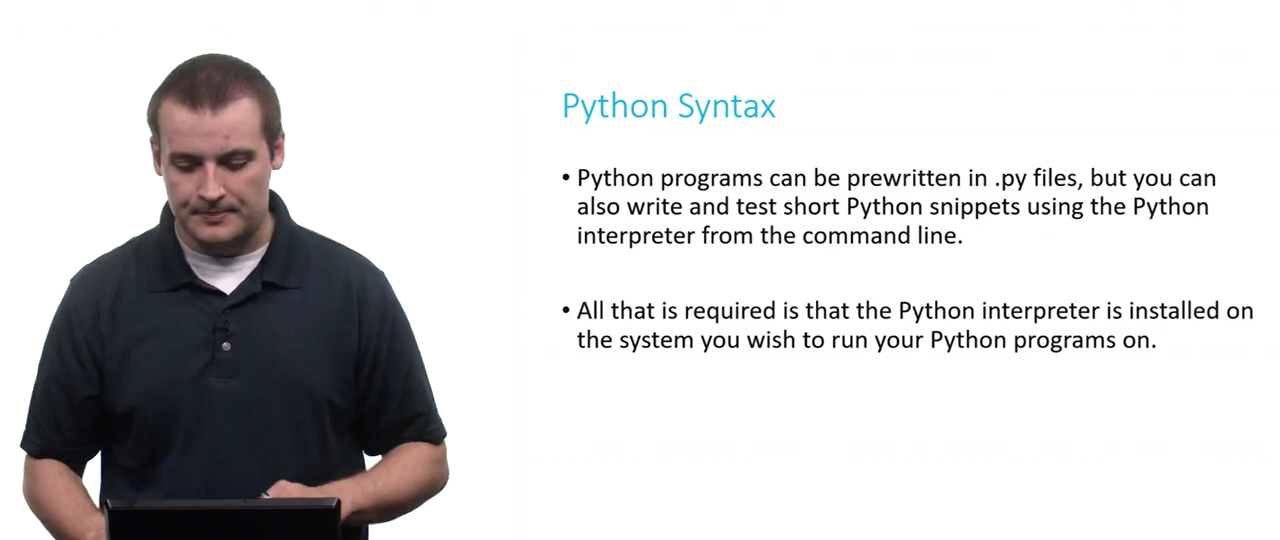 Python Syntax
• Python programs can be prewritten in .py files, but you can
also write and test short Python snippets using the Python
interpreter from the command line.
• All that is required is that the Python interpreter is installed on
the system you wish to run your Python programs on.